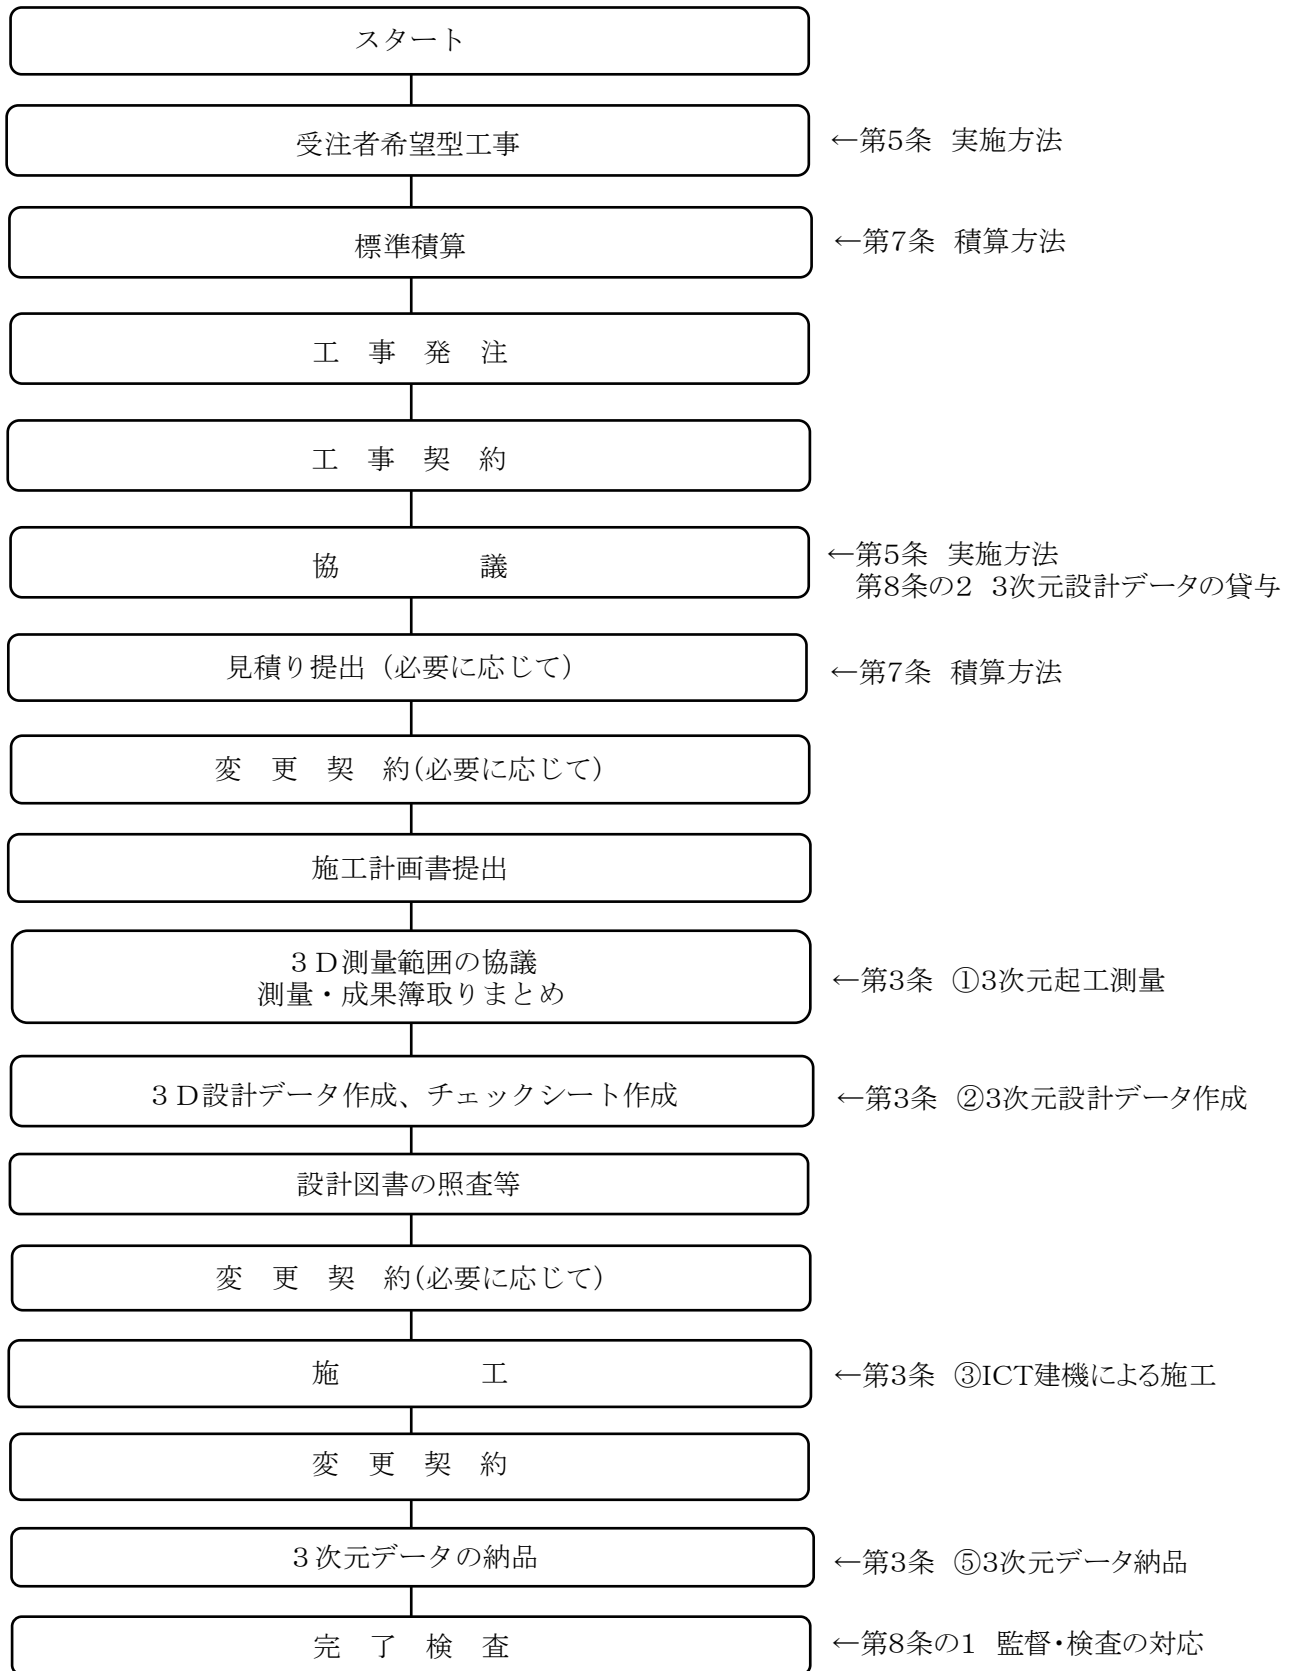 スタート
受注者希望型工事
←第5条　実施方法
標準積算
←第7条　積算方法
工　事　発　注
工　事　契　約
協　　　　　議
←第5条　実施方法
第8条の2　3次元設計データの貸与
見積り提出（必要に応じて）
←第7条　積算方法
変　更　契　約（必要に応じて）
施工計画書提出
３Ｄ測量範囲の協議
測量・成果簿取りまとめ
←第3条　①3次元起工測量
３Ｄ設計データ作成、チェックシート作成
←第3条　②3次元設計データ作成
設計図書の照査等
変　更　契　約（必要に応じて）
施　　　　　工
←第3条　③ICT建機による施工
変　更　契　約
３次元データの納品
←第3条　⑤3次元データ納品
完　了　検　査
←第8条の1　監督・検査の対応